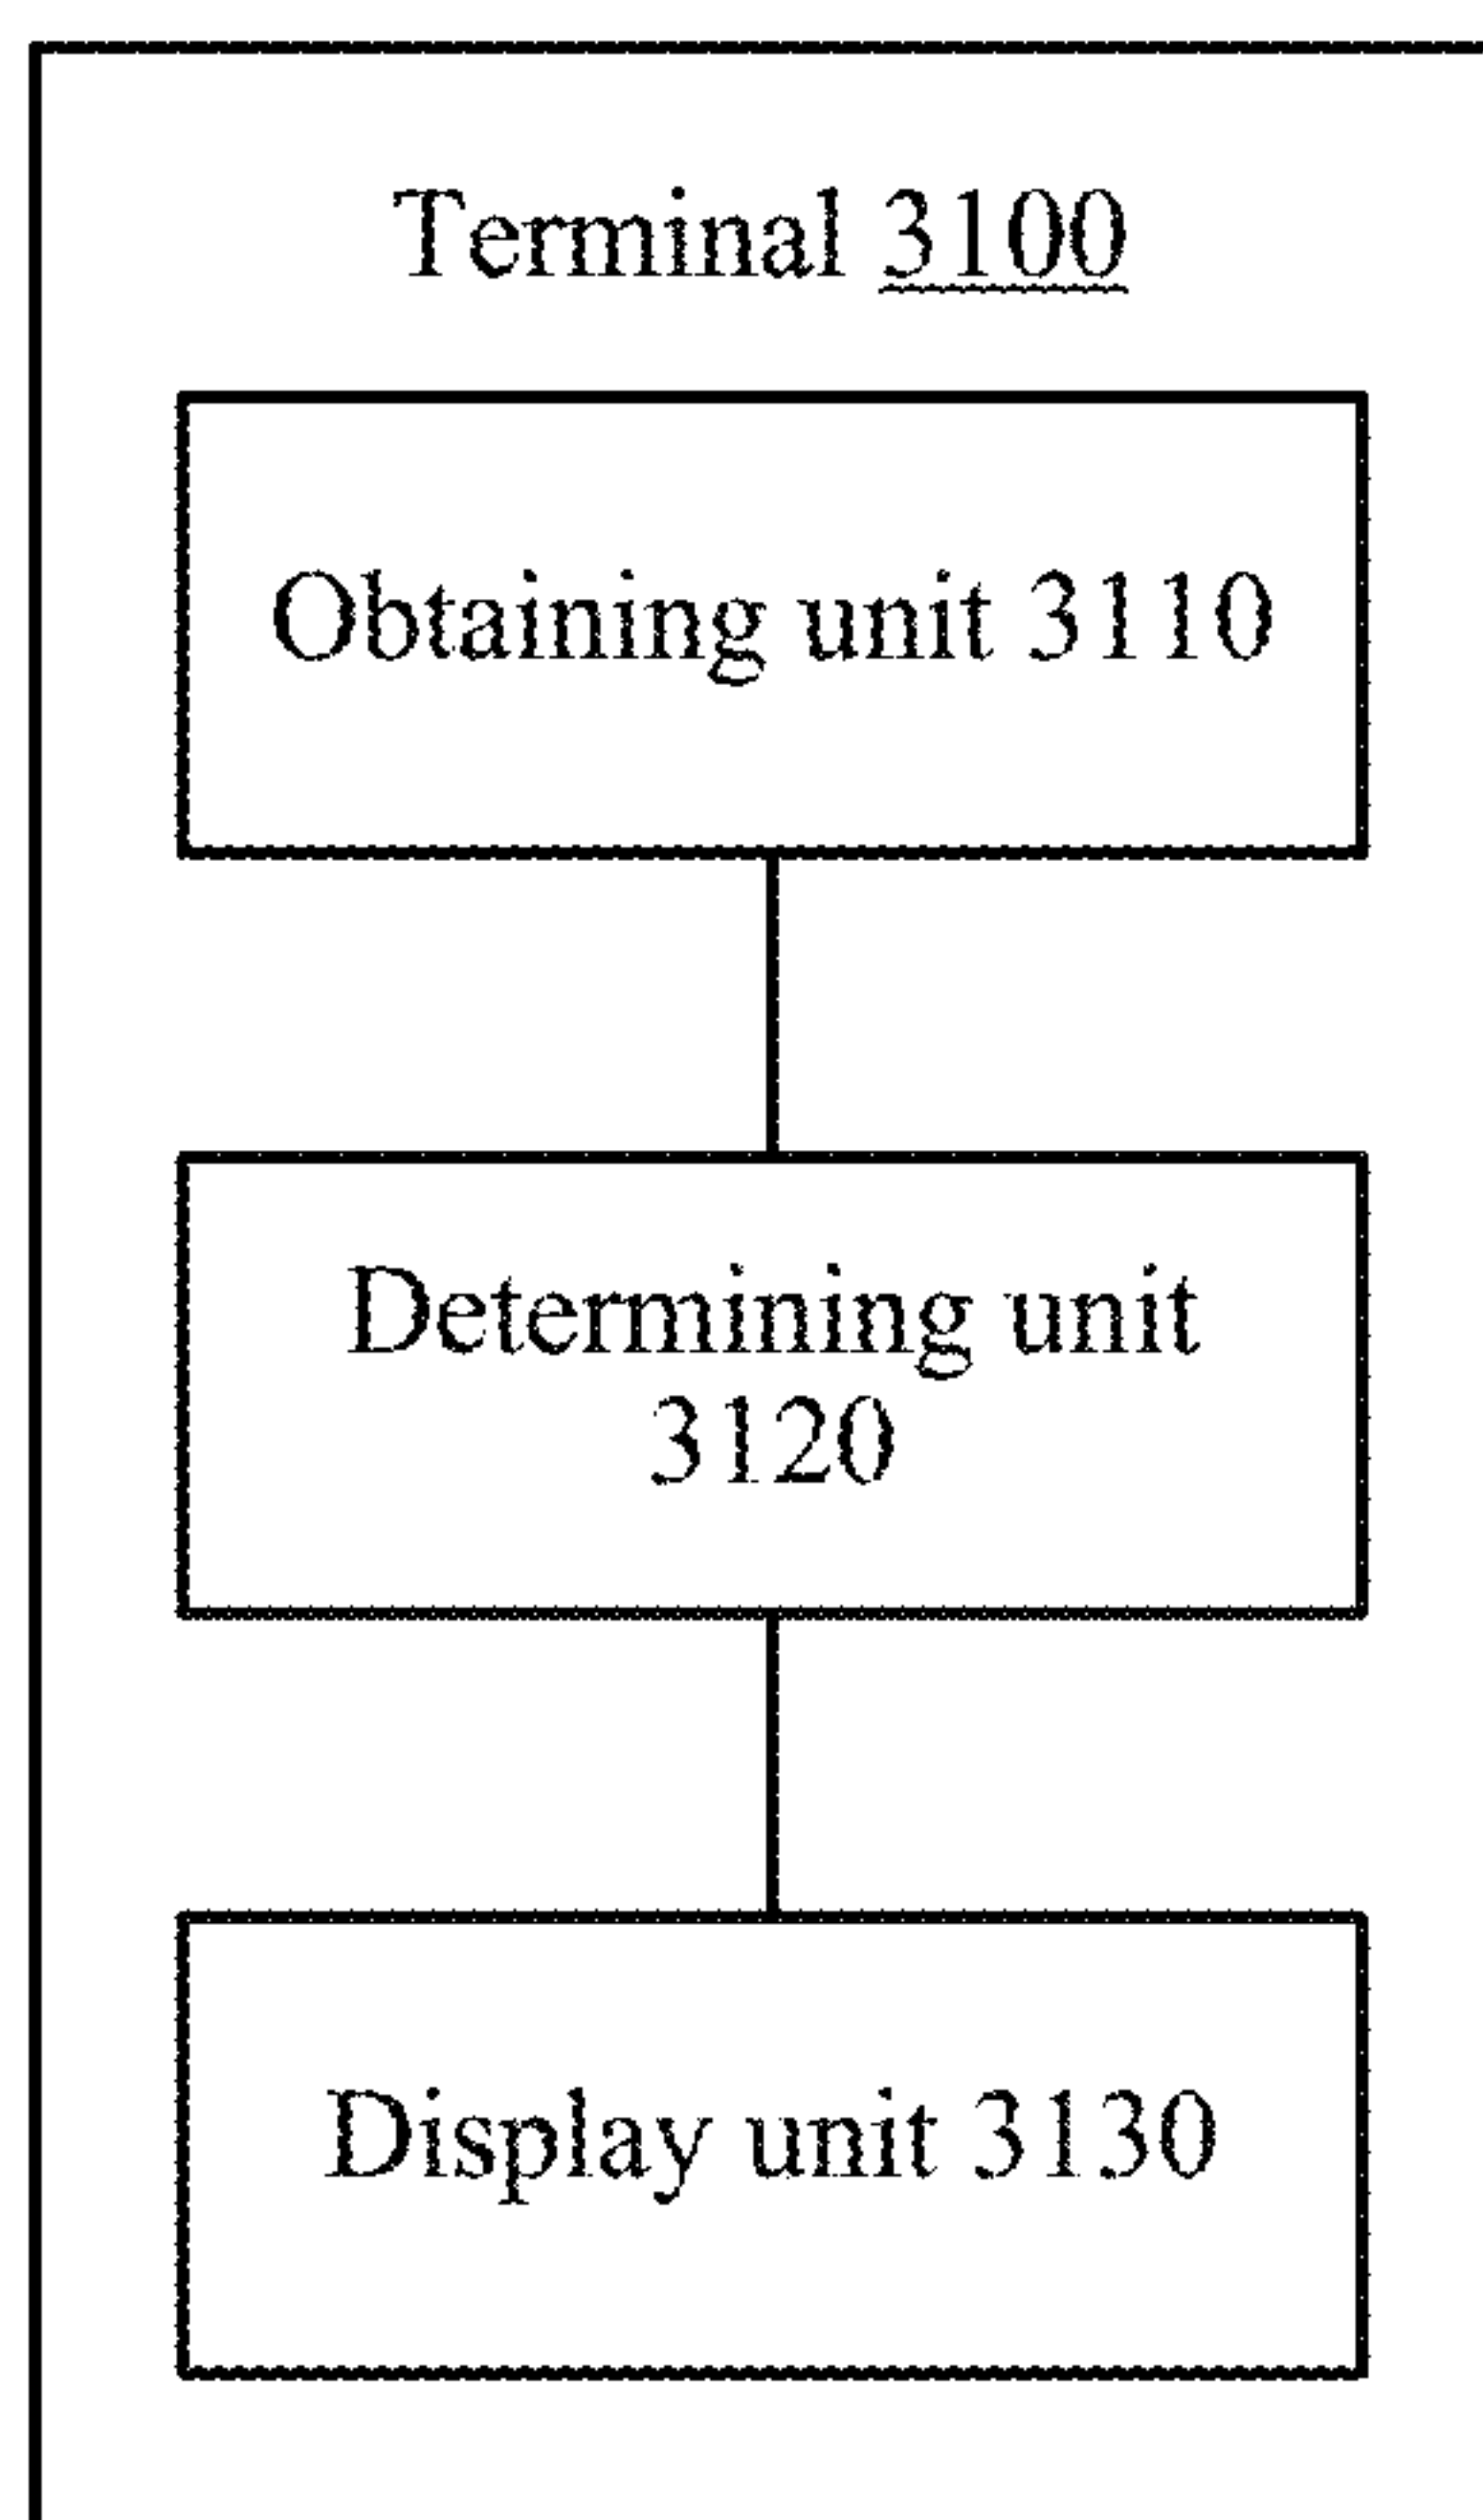 Terminal 3100
Obtaining unit 3110
Determining unit
3120
Display unit 3130